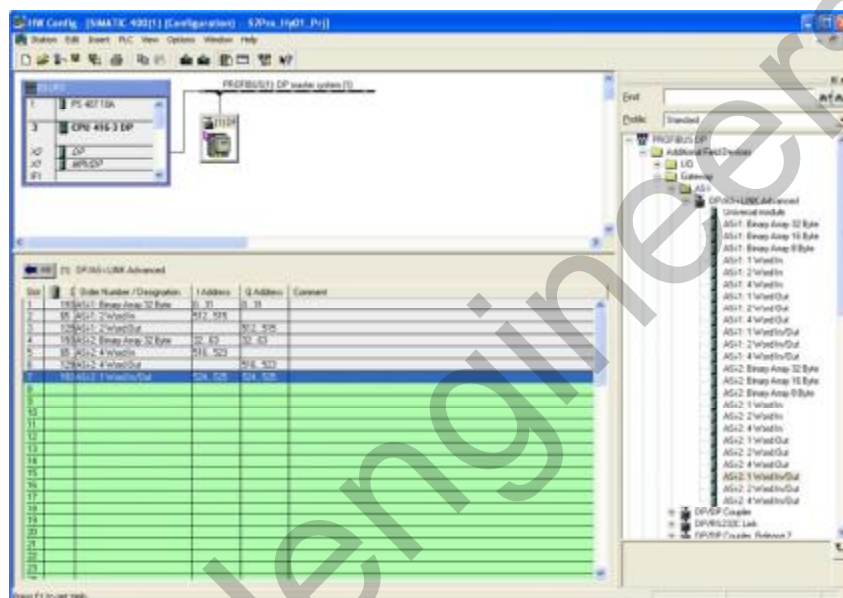 HW Config - [SIMATIC 400(1) (Configuration) -- S7Pro_Hy01_Prj]
Station Edit Insert PLC View Options Window Help
PROFIBUS(1): DP master system (1)
1 PS 407 10A
3 CPU 416-3 DP
X2 DP
X1 MPI/DP
IF1
Find:
Profile: Standard
PROFIBUS DP
Additional Field Devices
I/O
Gateway
AS-i
DP/AS-i LINK Advanced
Universal module
AS-i 1: Binary Array 32 Byte
AS-i 1: Binary Array 16 Byte
AS-i 1: Binary Array 8 Byte
AS-i 1: 1 Word In
AS-i 1: 2 Word In
AS-i 1: 4 Word In
AS-i 1: 1 Word Out
AS-i 1: 2 Word Out
AS-i 1: 4 Word Out
AS-i 1: 1 Word In/Out
AS-i 1: 2 Word In/Out
AS-i 1: 4 Word In/Out
AS-i 2: Binary Array 32 Byte
AS-i 2: Binary Array 16 Byte
AS-i 2: Binary Array 8 Byte
AS-i 2: 1 Word In
AS-i 2: 2 Word In
AS-i 2: 4 Word In
AS-i 2: 1 Word Out
AS-i 2: 2 Word Out
AS-i 2: 4 Word Out
AS-i 2: 1 Word In/Out
AS-i 2: 2 Word In/Out
AS-i 2: 4 Word In/Out
DP/DP Coupler
DP/RS232C Link
DP/DP Coupler, Release 2
(1) DP/AS-i LINK Advanced
Slot Order Number / Designation I Address Q Address Comment
1 193 AS-i 1: Binary Array 32 Byte 0..31 0..31
2 AS-i 1: 2 Word In 512..515
3 129 AS-i 1: 2 Word Out 512..515
4 193 AS-i 2: Binary Array 32 Byte 32..63 32..63
5 AS-i 2: 4 Word In 516..523
6 129 AS-i 2: 4 Word Out 516..523
7 193 AS-i 2: 1 Word In/Out 524..525 524..525
8
9
10
11
12
13
14
15
16
17
18
19
20
21
22
23
Press F1 to get Help.
engineer